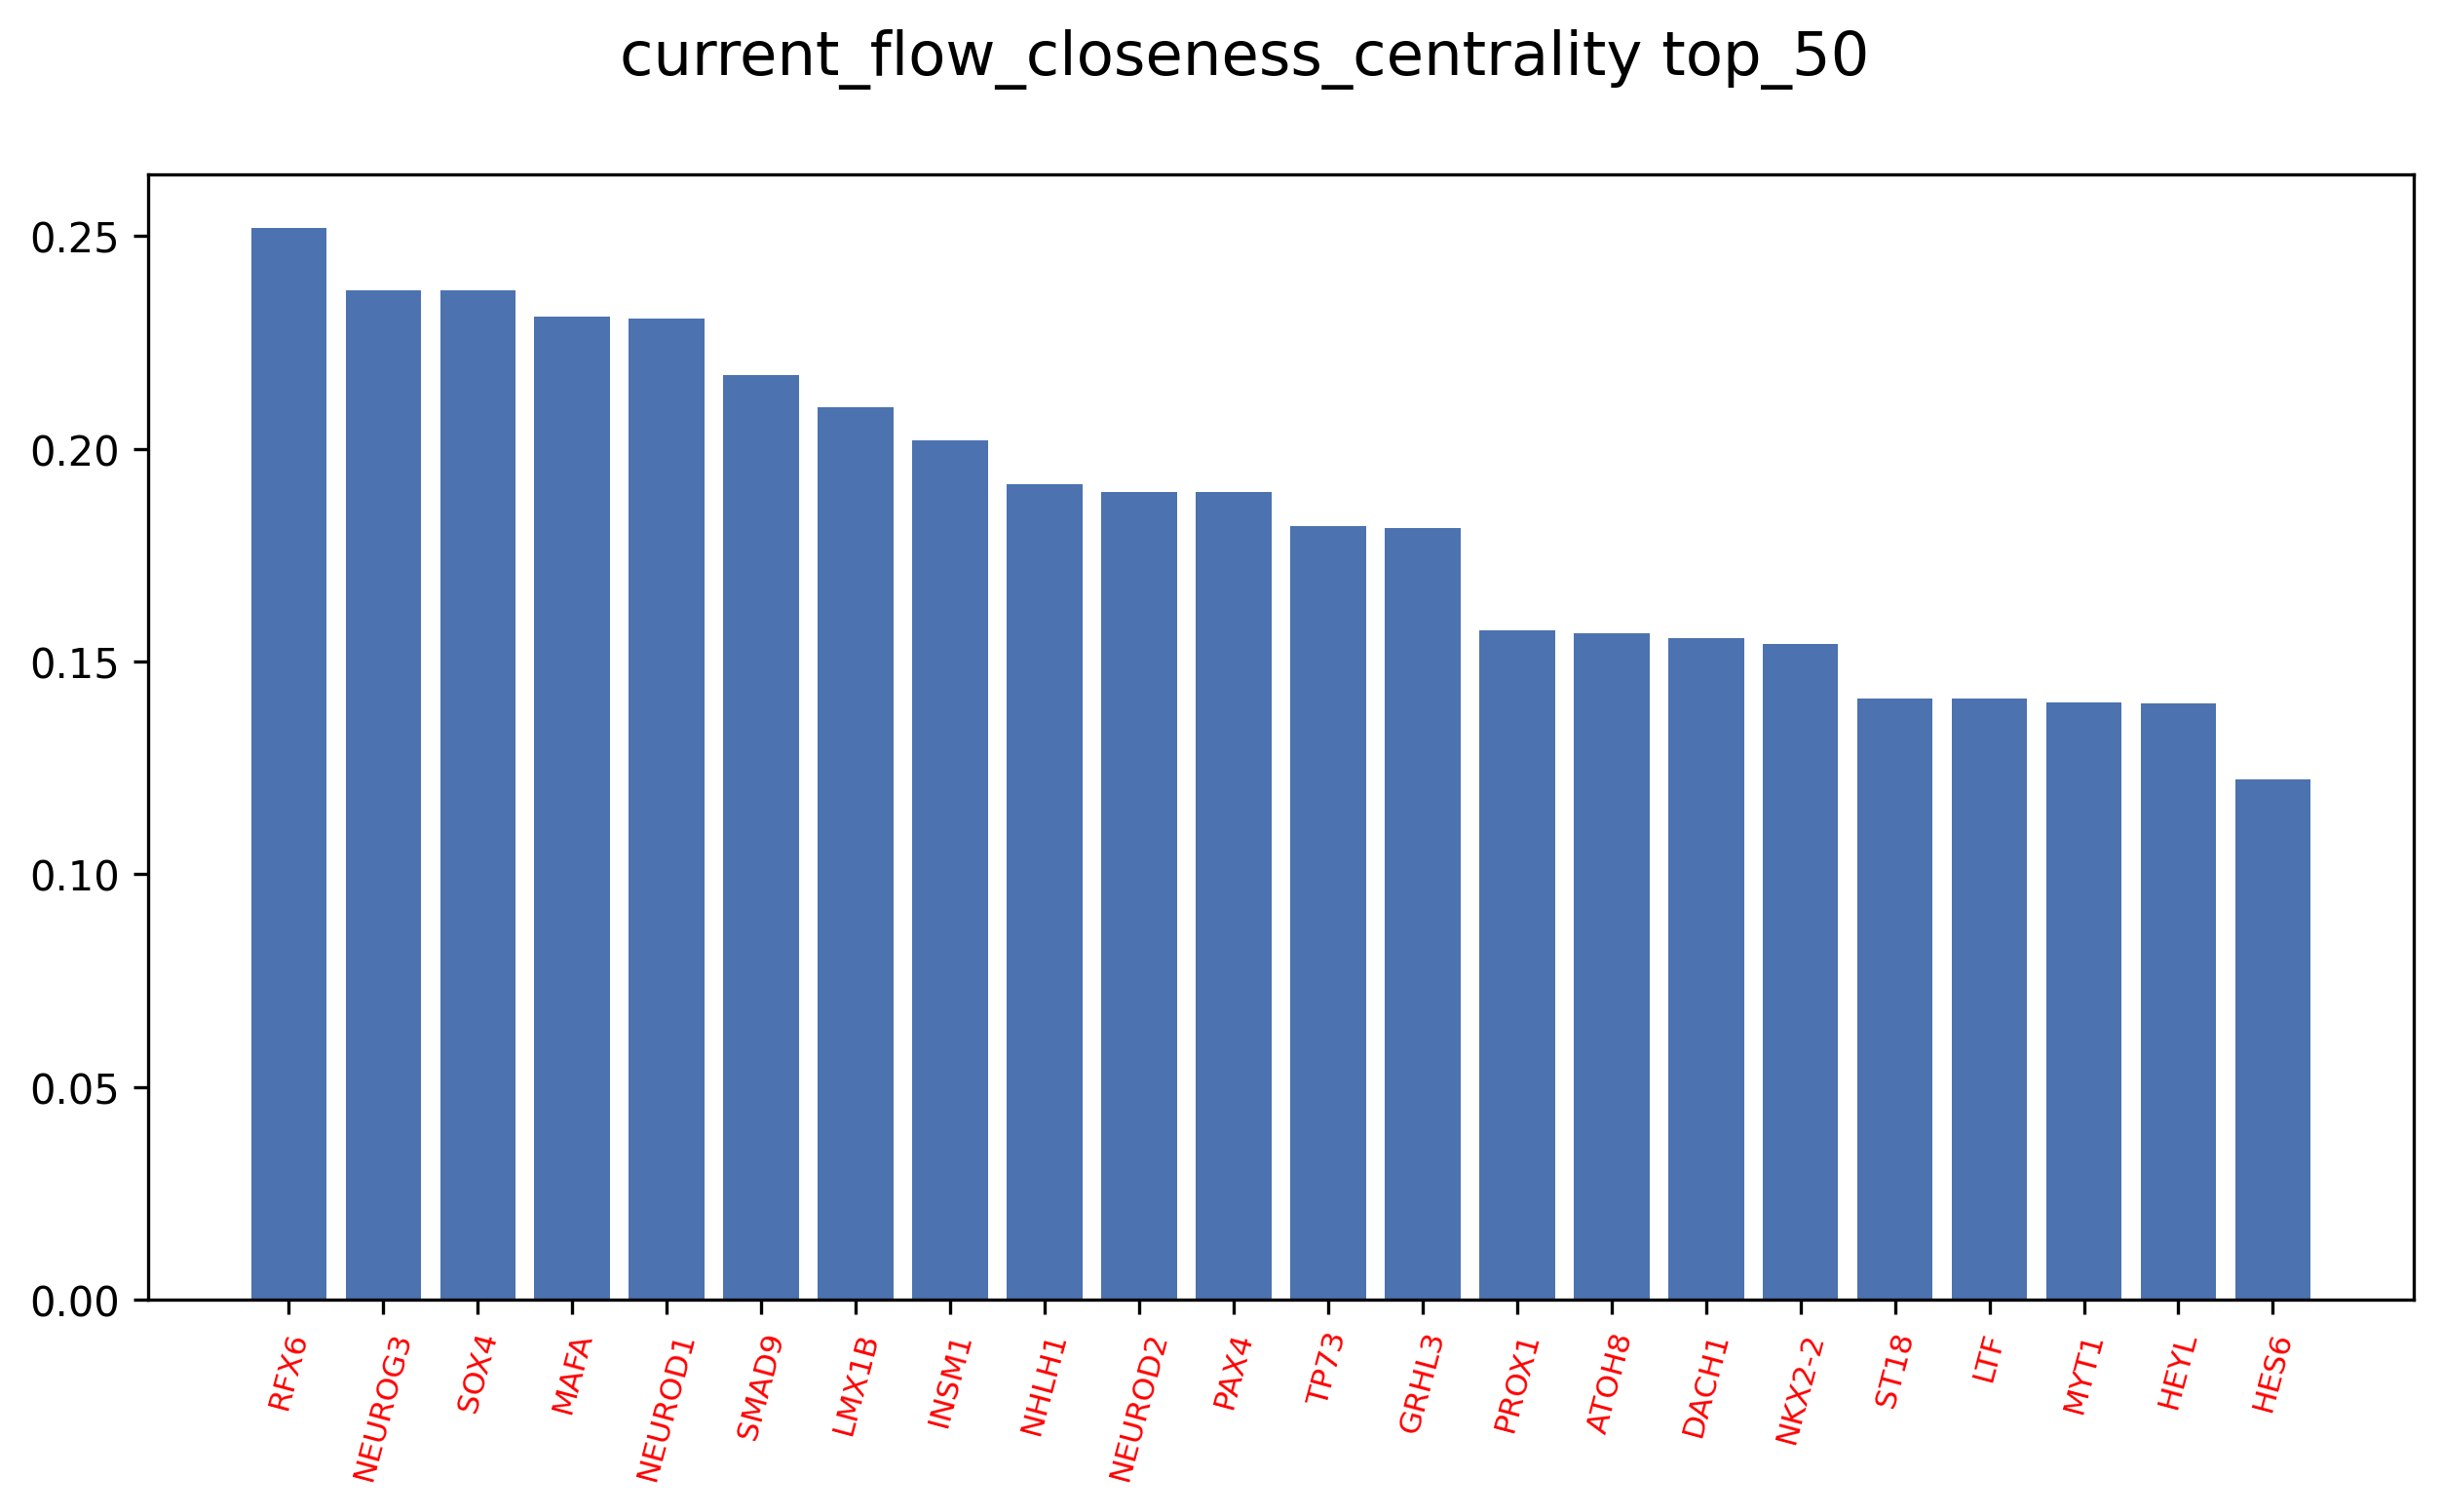 current_flow_closeness_centrality top_50
0.25
0.20
0.15
0.10
0.05
0.00
RFX6
NEUROG3
SOX4
MAFA
NEUROD1
SMAD9
LMX1B
INSM1
NHLH1
NEUROD2
PAX4
TP73
GRHL3
PROX1
ATOH8
DACH1
NKX2-2
ST18
LTF
MYT1
HEYL
HES6